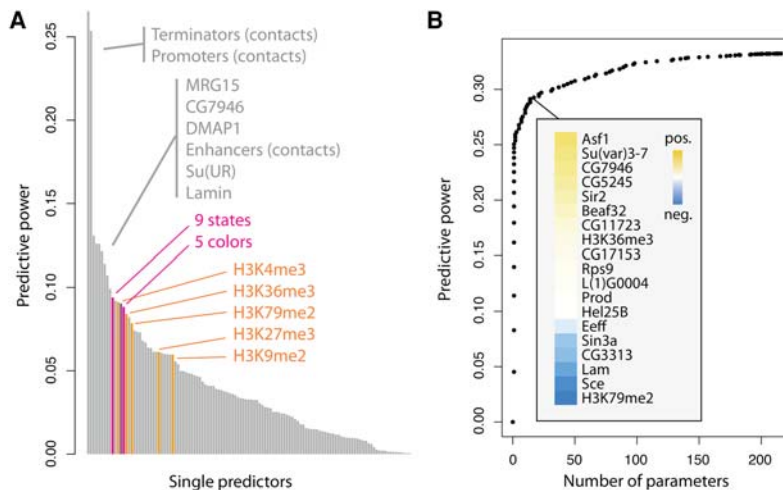 A
Predictive power
0.25
0.20
0.15
0.10
0.05
0.00
Terminators (contacts)
Promoters (contacts)
MRG15
CG7946
DMAP1
Enhancers (contacts)
Su(UR)
Lamin
9 states
5 colors
H3K4me3
H3K36me3
H3K79me2
H3K27me3
H3K9me2
Single predictors
B
Predictive power
0.30
0.25
0.20
0.15
0.10
0.05
0.00
Asf1
Su(var)3-7
CG7946
CG5245
Sir2
Beaf32
CG11723
H3K36me3
CG17153
Rps9
L(1)G0004
Prod
Hel25B
Eeff
Sin3a
CG3313
Lam
Sce
H3K79me2
pos.
neg.
0 50 100 150 200
Number of parameters